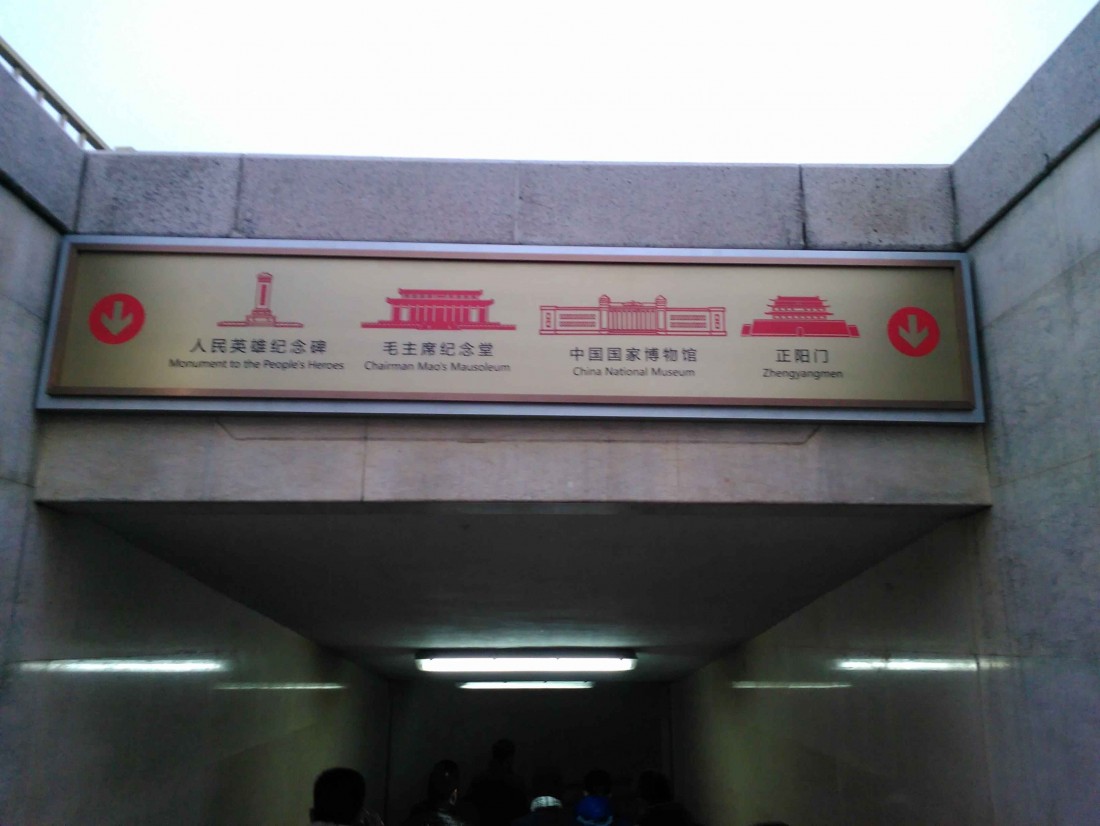 人民英雄纪念碑
Monument to the People's Heroes
毛主席纪念堂
Chairman Mao's Mausoleum
中国国家博物馆
China National Museum
正阳门
Zhengyangmen